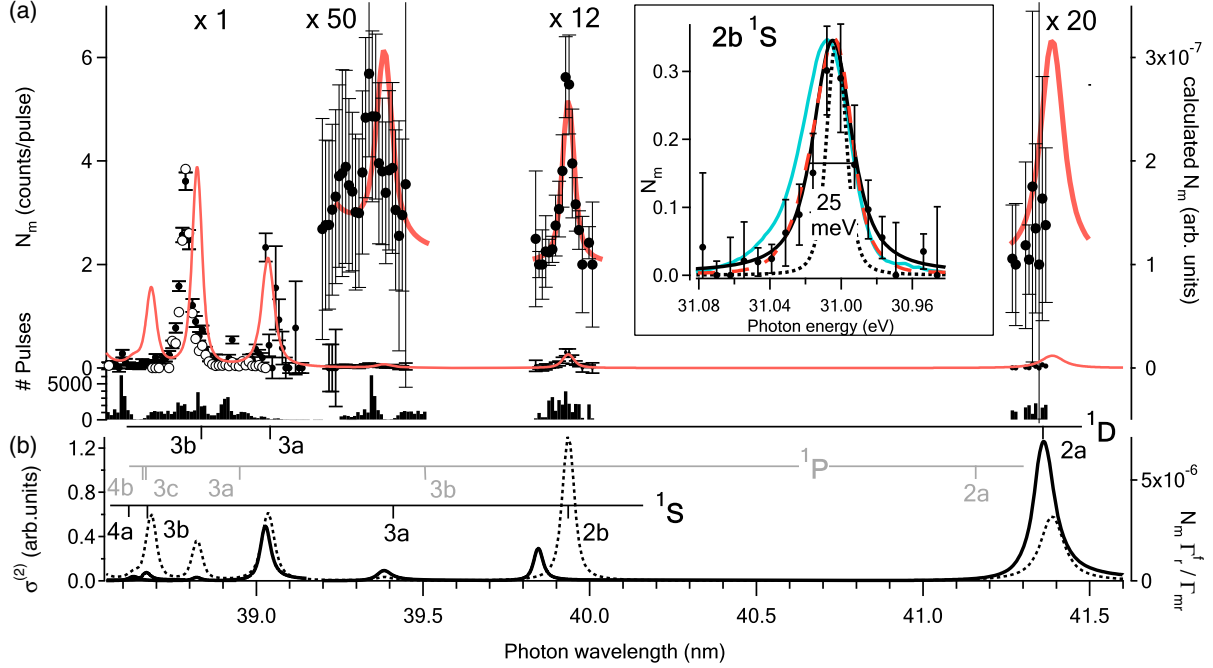 (a)
x 1
x 50
x 12
x 20
2b ¹S
N_m (counts/pulse)
6
4
2
0
# Pulses
5000
0
calculated N_m (arb. units)
3x10⁻⁷
2
1
0
N_m
0.3
0.2
0.1
0.0
25
meV
31.08
31.04
31.00
30.96
Photon energy (eV)
(b)
¹D
3b
3a
2a
¹P
4b
3c
3a
3b
2a
¹S
4a
3b
3a
2b
σ⁽²⁾ (arb.units)
1.2
0.8
0.4
0.0
5x10⁻⁶
0
N_m Γ_r^f / Γ_mr
39.0
39.5
40.0
40.5
41.0
41.5
Photon wavelength (nm)